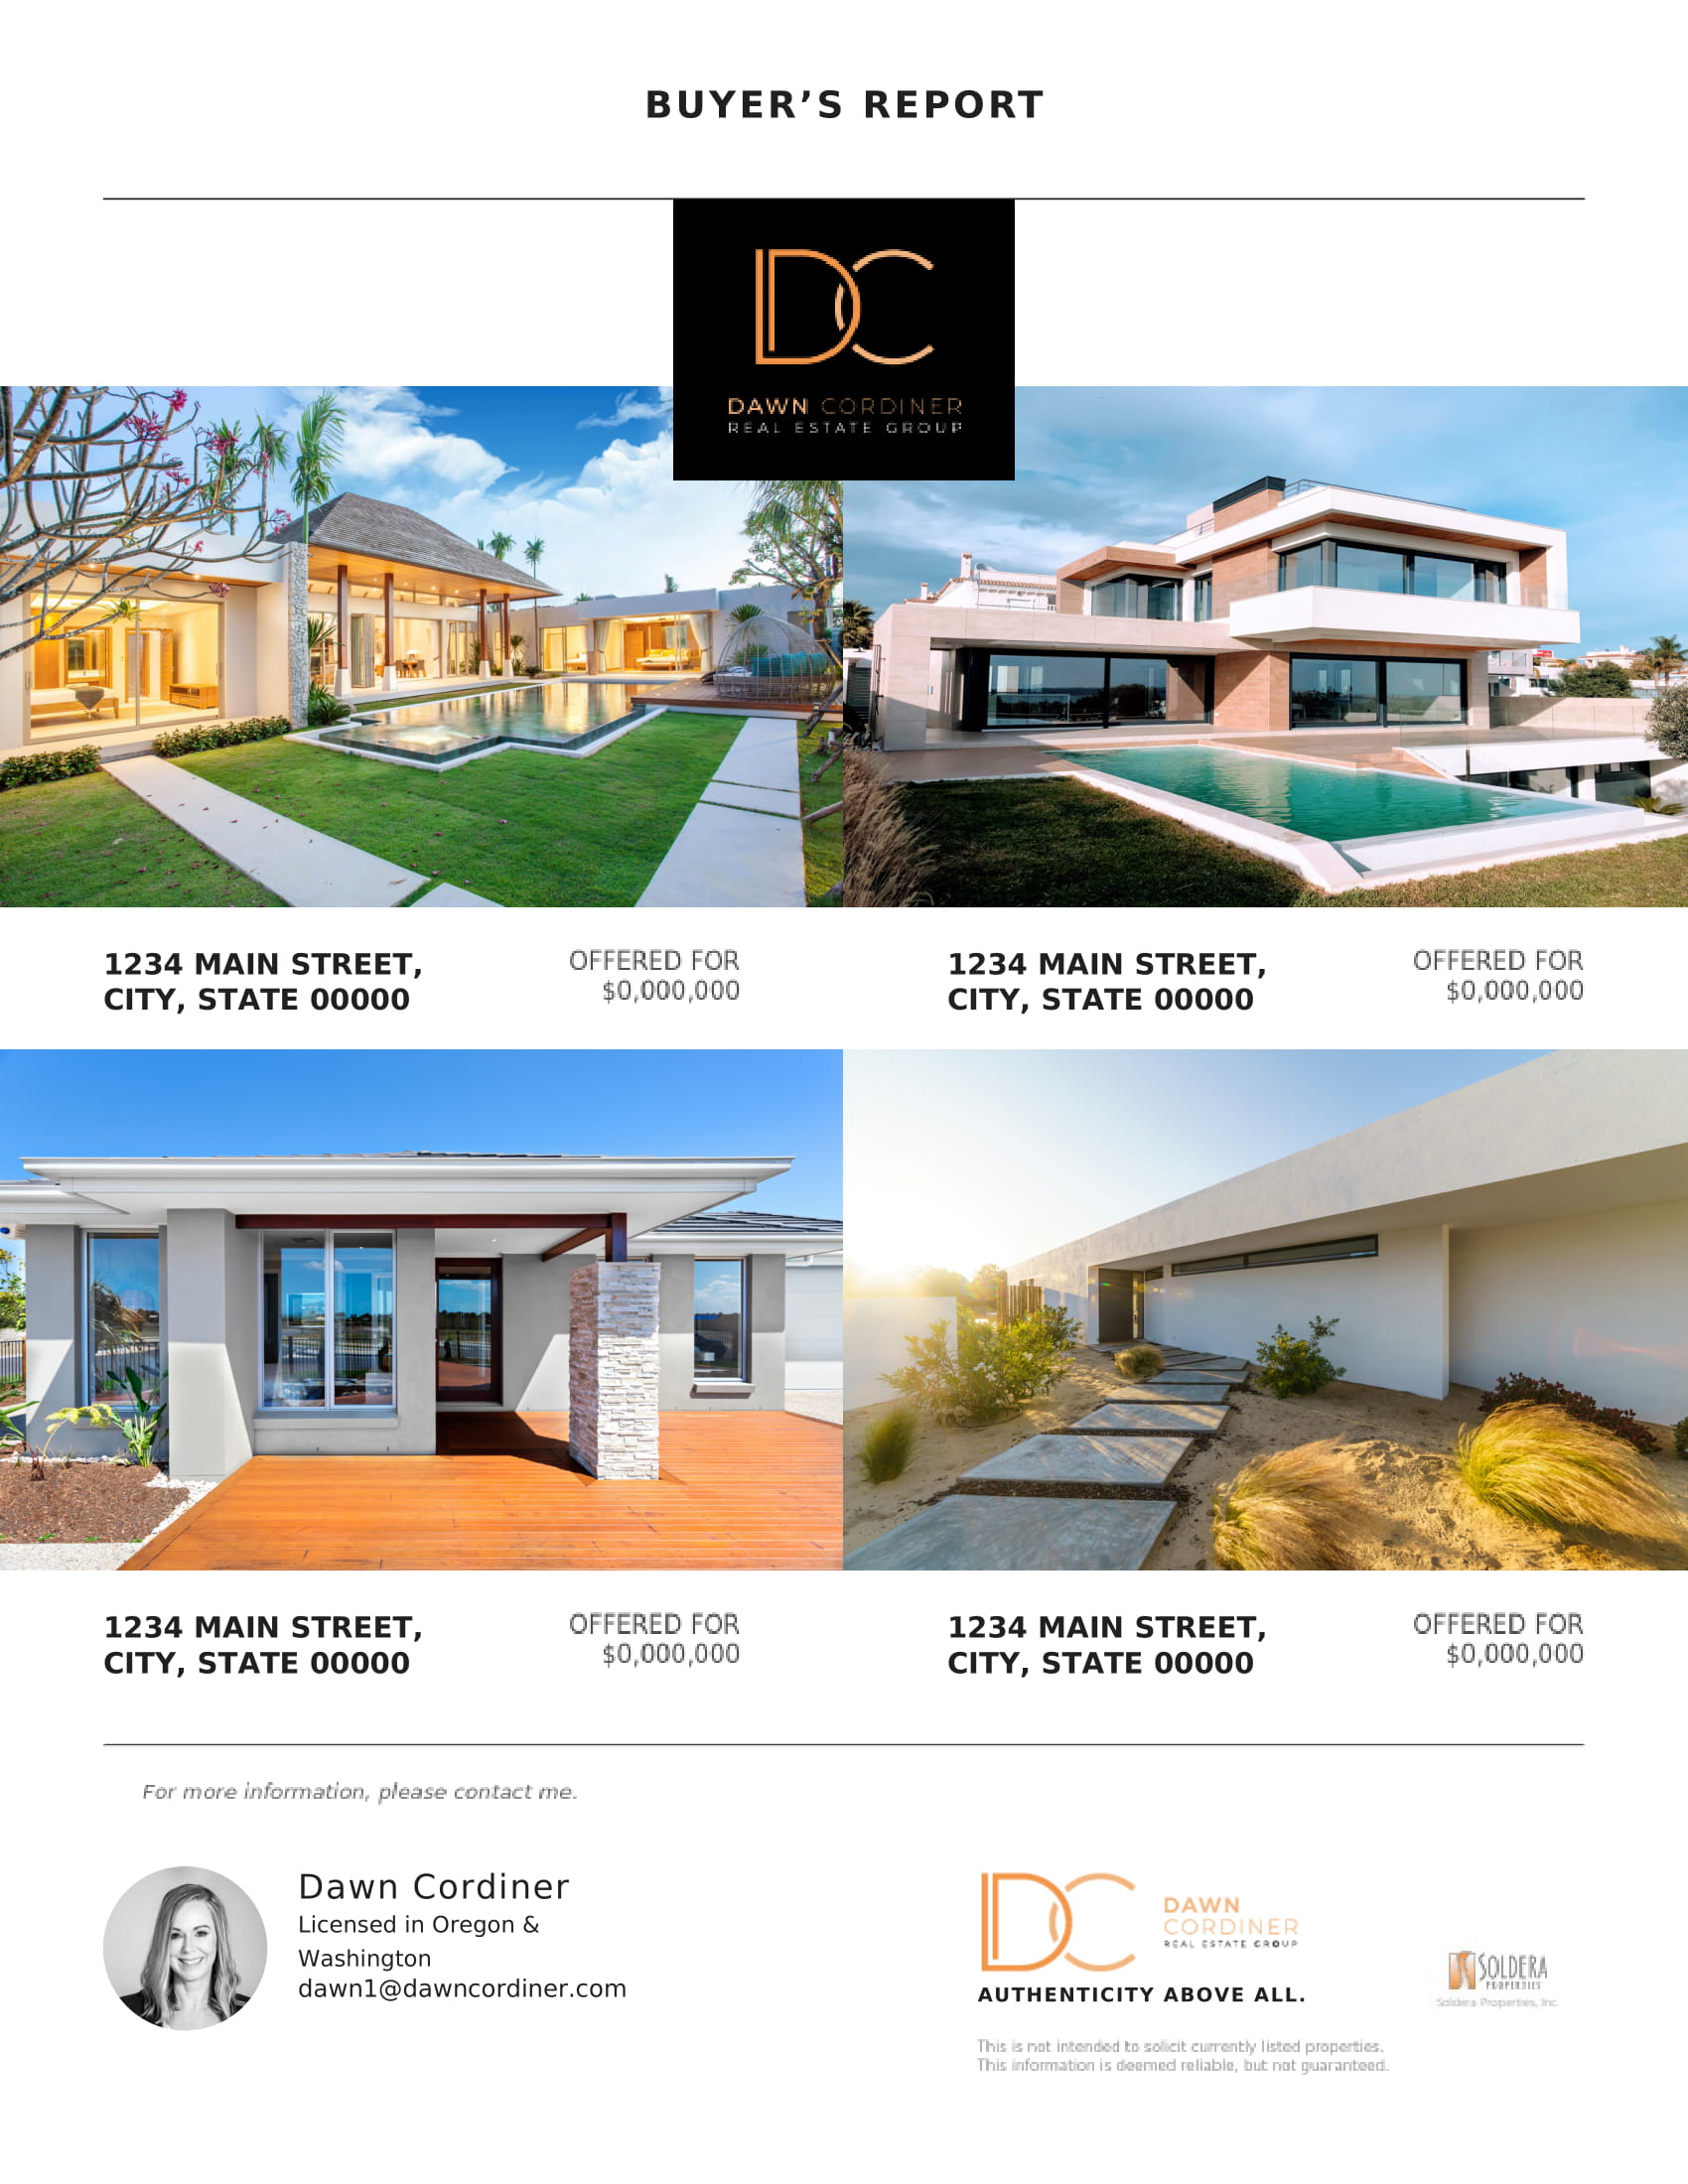 BUYER’S REPORT
DC
DAWN CORDINER
REAL ESTATE GROUP
1234 MAIN STREET,
CITY, STATE 00000
OFFERED FOR
$0,000,000
1234 MAIN STREET,
CITY, STATE 00000
OFFERED FOR
$0,000,000
1234 MAIN STREET,
CITY, STATE 00000
OFFERED FOR
$0,000,000
1234 MAIN STREET,
CITY, STATE 00000
OFFERED FOR
$0,000,000
For more information, please contact me.
Dawn Cordiner
Licensed in Oregon &
Washington
dawn1@dawncordiner.com
DC
DAWN
CORDINER
REAL ESTATE GROUP
AUTHENTICITY ABOVE ALL.
SOLDERA
PROPERTIES
Soldera Properties, Inc.
This is not intended to solicit currently listed properties.
This information is deemed reliable, but not guaranteed.